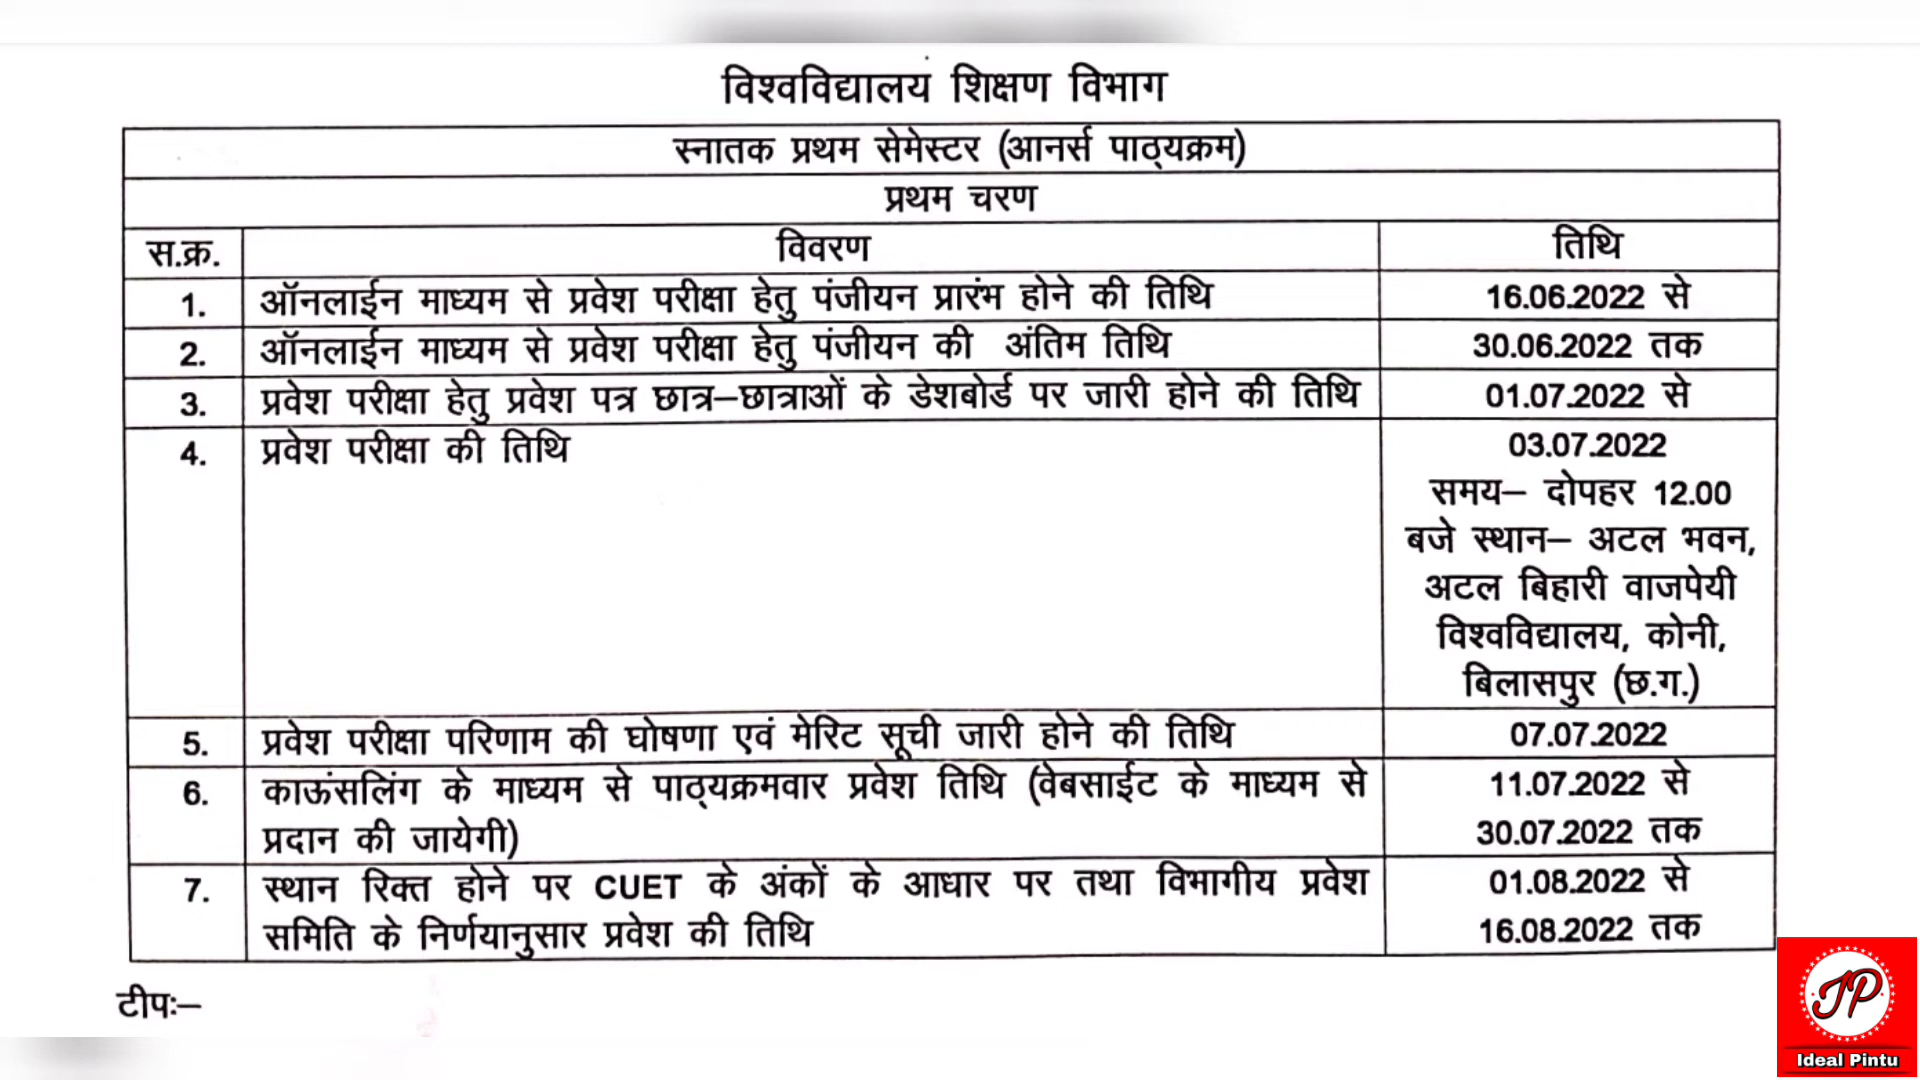 विश्वविद्यालय शिक्षण विभाग
स्नातक प्रथम सेमेस्टर (आनर्स पाठ्यक्रम)
प्रथम चरण
स.क्र. विवरण तिथि
1. ऑनलाईन माध्यम से प्रवेश परीक्षा हेतु पंजीयन प्रारंभ होने की तिथि 16.06.2022 से
2. ऑनलाईन माध्यम से प्रवेश परीक्षा हेतु पंजीयन की अंतिम तिथि 30.06.2022 तक
3. प्रवेश परीक्षा हेतु प्रवेश पत्र छात्र–छात्राओं के डेशबोर्ड पर जारी होने की तिथि 01.07.2022 से
4. प्रवेश परीक्षा की तिथि 03.07.2022
समय– दोपहर 12.00
बजे स्थान– अटल भवन,
अटल बिहारी वाजपेयी
विश्वविद्यालय, कोनी,
बिलासपुर (छ.ग.)
5. प्रवेश परीक्षा परिणाम की घोषणा एवं मेरिट सूची जारी होने की तिथि 07.07.2022
6. काऊंसलिंग के माध्यम से पाठ्यक्रमवार प्रवेश तिथि (वेबसाईट के माध्यम से 11.07.2022 से
प्रदान की जायेगी) 30.07.2022 तक
7. स्थान रिक्त होने पर CUET के अंकों के आधार पर तथा विभागीय प्रवेश 01.08.2022 से
समिति के निर्णयानुसार प्रवेश की तिथि 16.08.2022 तक
टीपः–
JP
Ideal Pintu